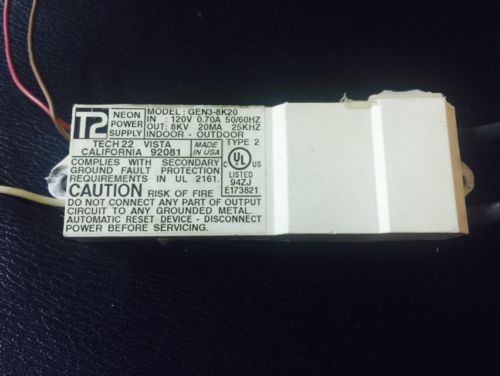 T2
NEON
POWER
SUPPLY
MODEL: GEN3-8K20
IN : 120V 0.70A 50/60HZ
OUT: 8KV 20MA 25KHZ
INDOOR - OUTDOOR
TECH 22 VISTA
CALIFORNIA 92081
MADE
IN USA
TYPE 2
COMPLIES WITH SECONDARY
GROUND FAULT PROTECTION
REQUIREMENTS IN UL 2161.
C UL US
LISTED
94ZJ
E173821
CAUTION RISK OF FIRE
DO NOT CONNECT ANY PART OF OUTPUT
CIRCUIT TO ANY GROUNDED METAL.
AUTOMATIC RESET DEVICE - DISCONNECT
POWER BEFORE SERVICING.